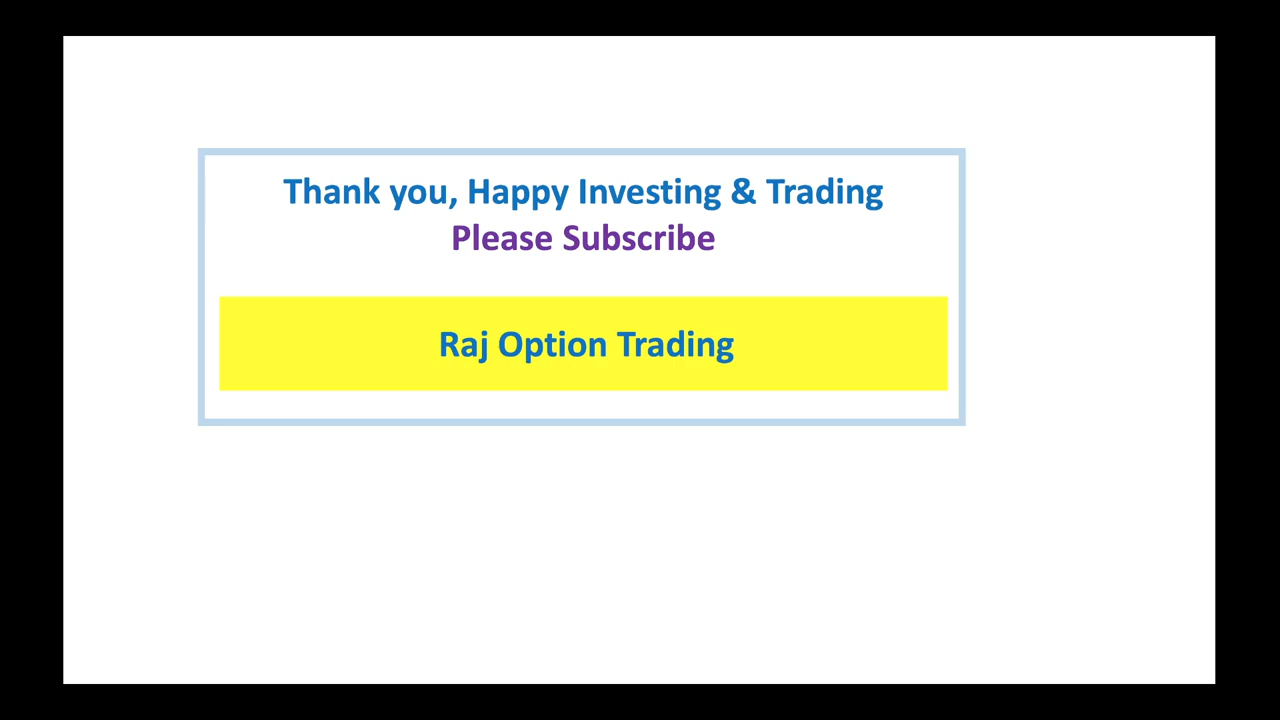 Thank you, Happy Investing & Trading
Please Subscribe
Raj Option Trading